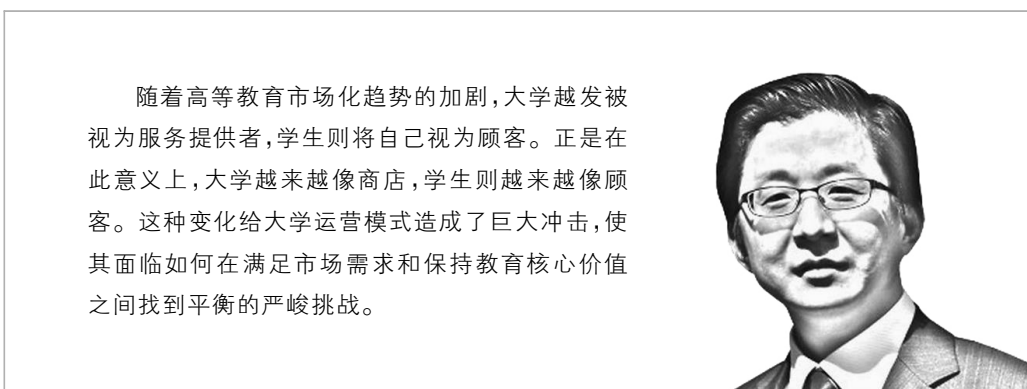 随着高等教育市场化趋势的加剧,大学越发被
视为服务提供者,学生则将自己视为顾客。正是在
此意义上,大学越来越像商店,学生则越来越像顾
客。这种变化给大学运营模式造成了巨大冲击,使
其面临如何在满足市场需求和保持教育核心价值
之间找到平衡的严峻挑战。